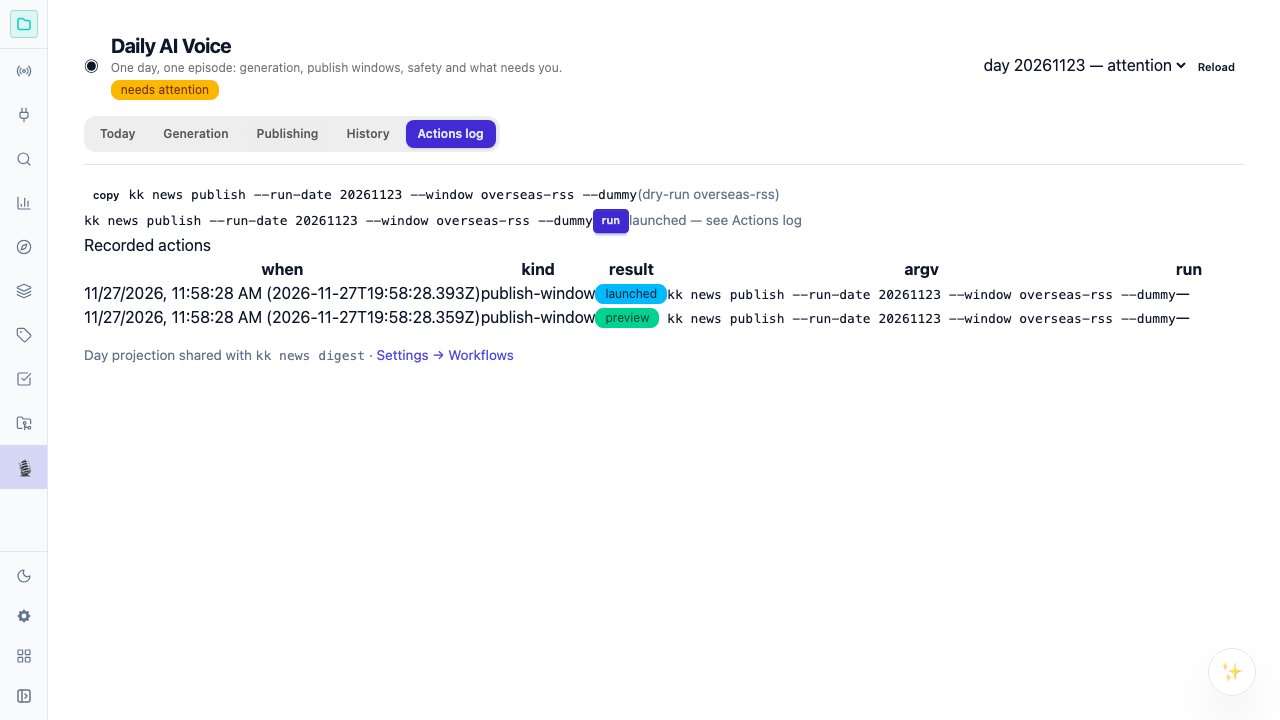 Daily AI Voice
One day, one episode: generation, publish windows, safety and what needs you.
needs attention
day 20261123 — attention
Reload
Today Generation Publishing History Actions log
copy kk news publish --run-date 20261123 --window overseas-rss --dummy(dry-run overseas-rss)
kk news publish --run-date 20261123 --window overseas-rss --dummy run launched — see Actions log
Recorded actions
when kind result argv run
11/27/2026, 11:58:28 AM (2026-11-27T19:58:28.393Z) publish-window launched kk news publish --run-date 20261123 --window overseas-rss --dummy —
11/27/2026, 11:58:28 AM (2026-11-27T19:58:28.359Z) publish-window preview kk news publish --run-date 20261123 --window overseas-rss --dummy —
Day projection shared with kk news digest · Settings → Workflows